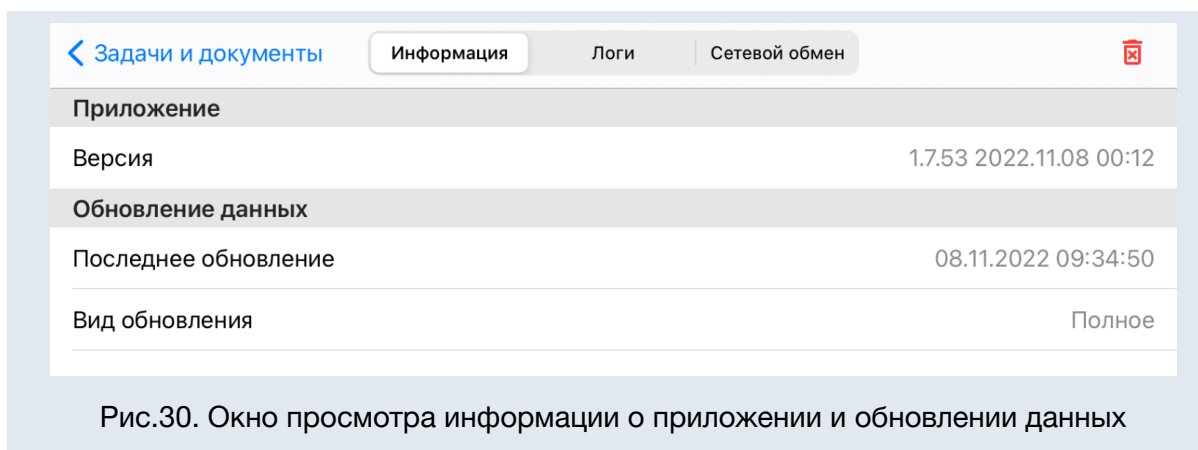 Задачи и документы Информация Логи Сетевой обмен
Приложение
Версия 1.7.53 2022.11.08 00:12
Обновление данных
Последнее обновление 08.11.2022 09:34:50
Вид обновления Полное
Рис.30. Окно просмотра информации о приложении и обновлении данных